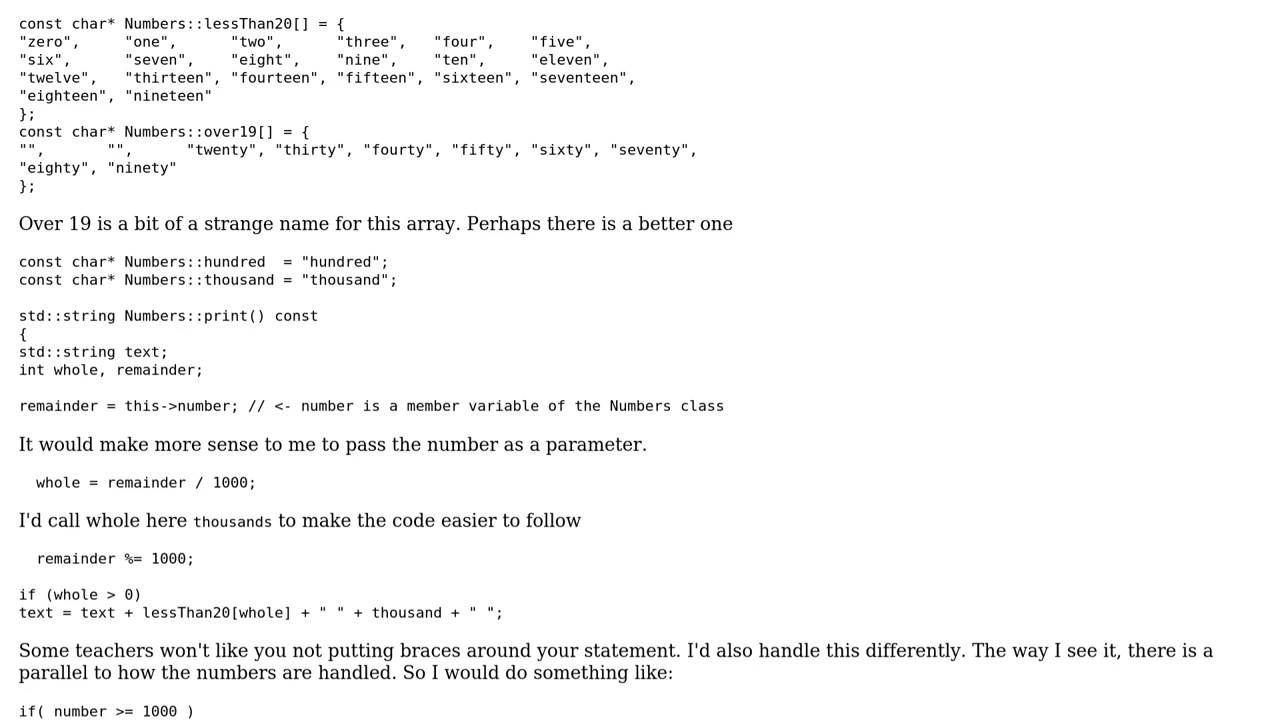 const char* Numbers::lessThan20[] = {
"zero",     "one",      "two",      "three",   "four",     "five",
"six",      "seven",    "eight",    "nine",    "ten",      "eleven",
"twelve",   "thirteen", "fourteen", "fifteen", "sixteen", "seventeen",
"eighteen", "nineteen"
};
const char* Numbers::over19[] = {
"",       "",      "twenty", "thirty", "fourty", "fifty", "sixty", "seventy",
"eighty", "ninety"
};
Over 19 is a bit of a strange name for this array. Perhaps there is a better one
const char* Numbers::hundred  = "hundred";
const char* Numbers::thousand = "thousand";
std::string Numbers::print() const
{
std::string text;
int whole, remainder;
remainder = this->number; // <- number is a member variable of the Numbers class
It would make more sense to me to pass the number as a parameter.
  whole = remainder / 1000;
I'd call whole here thousands to make the code easier to follow
  remainder %= 1000;
if (whole > 0)
text = text + lessThan20[whole] + " " + thousand + " ";
Some teachers won't like you not putting braces around your statement. I'd also handle this differently. The way I see it, there is a
parallel to how the numbers are handled. So I would do something like:
if( number >= 1000 )